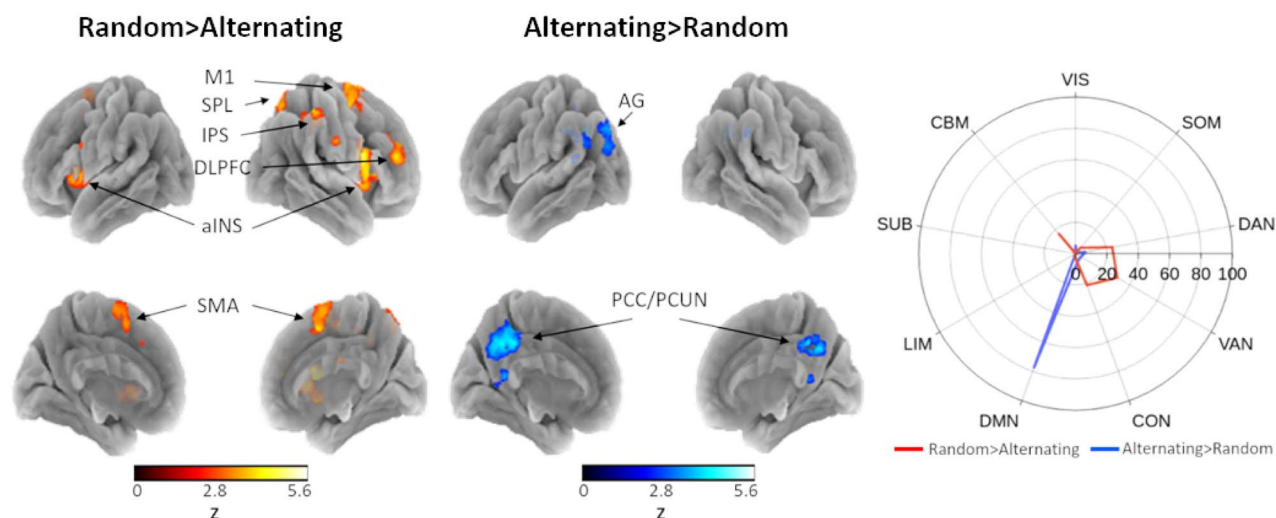 Random>Alternating
Alternating>Random
M1
SPL
IPS
DLPFC
aINS
SMA
AG
PCC/PCUN
0 2.8 5.6
z
0 2.8 5.6
z
VIS
CBM
SOM
SUB
DAN
0 20 40 60 80 100
LIM
VAN
DMN
CON
Random>Alternating
Alternating>Random